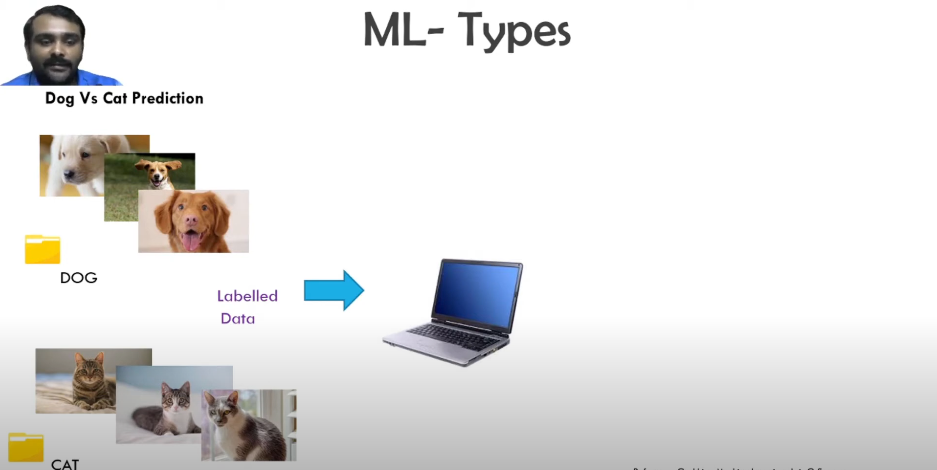 ML- Types
Dog Vs Cat Prediction
DOG
Labelled
Data
CAT